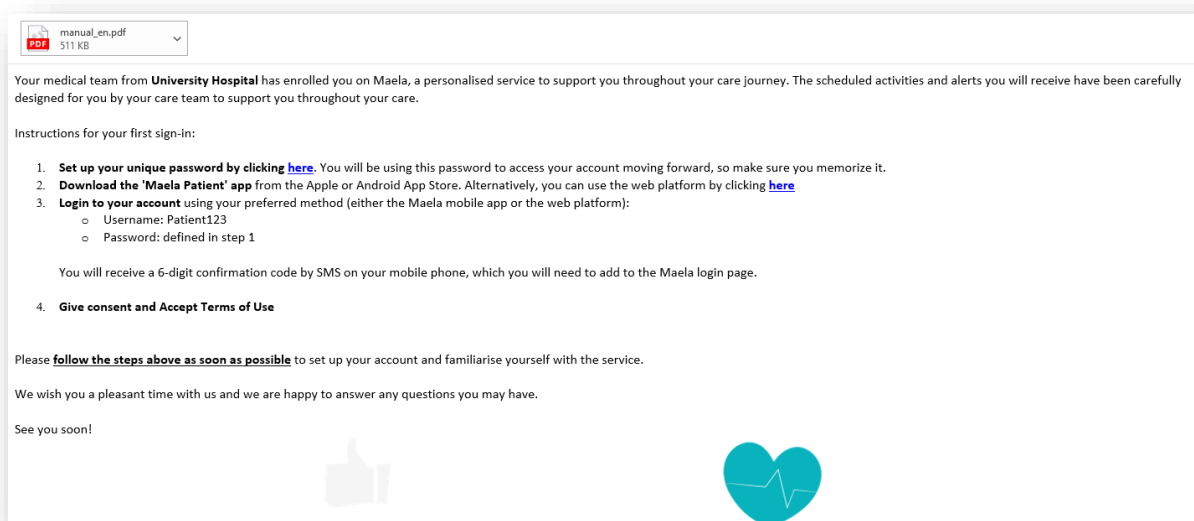 manual_en.pdf
PDF
511 KB
Your medical team from University Hospital has enrolled you on Maela, a personalised service to support you throughout your care journey. The scheduled activities and alerts you will receive have been carefully
designed for you by your care team to support you throughout your care.
Instructions for your first sign-in:
1. Set up your unique password by clicking here. You will be using this password to access your account moving forward, so make sure you memorize it.
2. Download the 'Maela Patient' app from the Apple or Android App Store. Alternatively, you can use the web platform by clicking here
3. Login to your account using your preferred method (either the Maela mobile app or the web platform):
o Username: Patient123
o Password: defined in step 1
You will receive a 6-digit confirmation code by SMS on your mobile phone, which you will need to add to the Maela login page.
4. Give consent and Accept Terms of Use
Please follow the steps above as soon as possible to set up your account and familiarise yourself with the service.
We wish you a pleasant time with us and we are happy to answer any questions you may have.
See you soon!